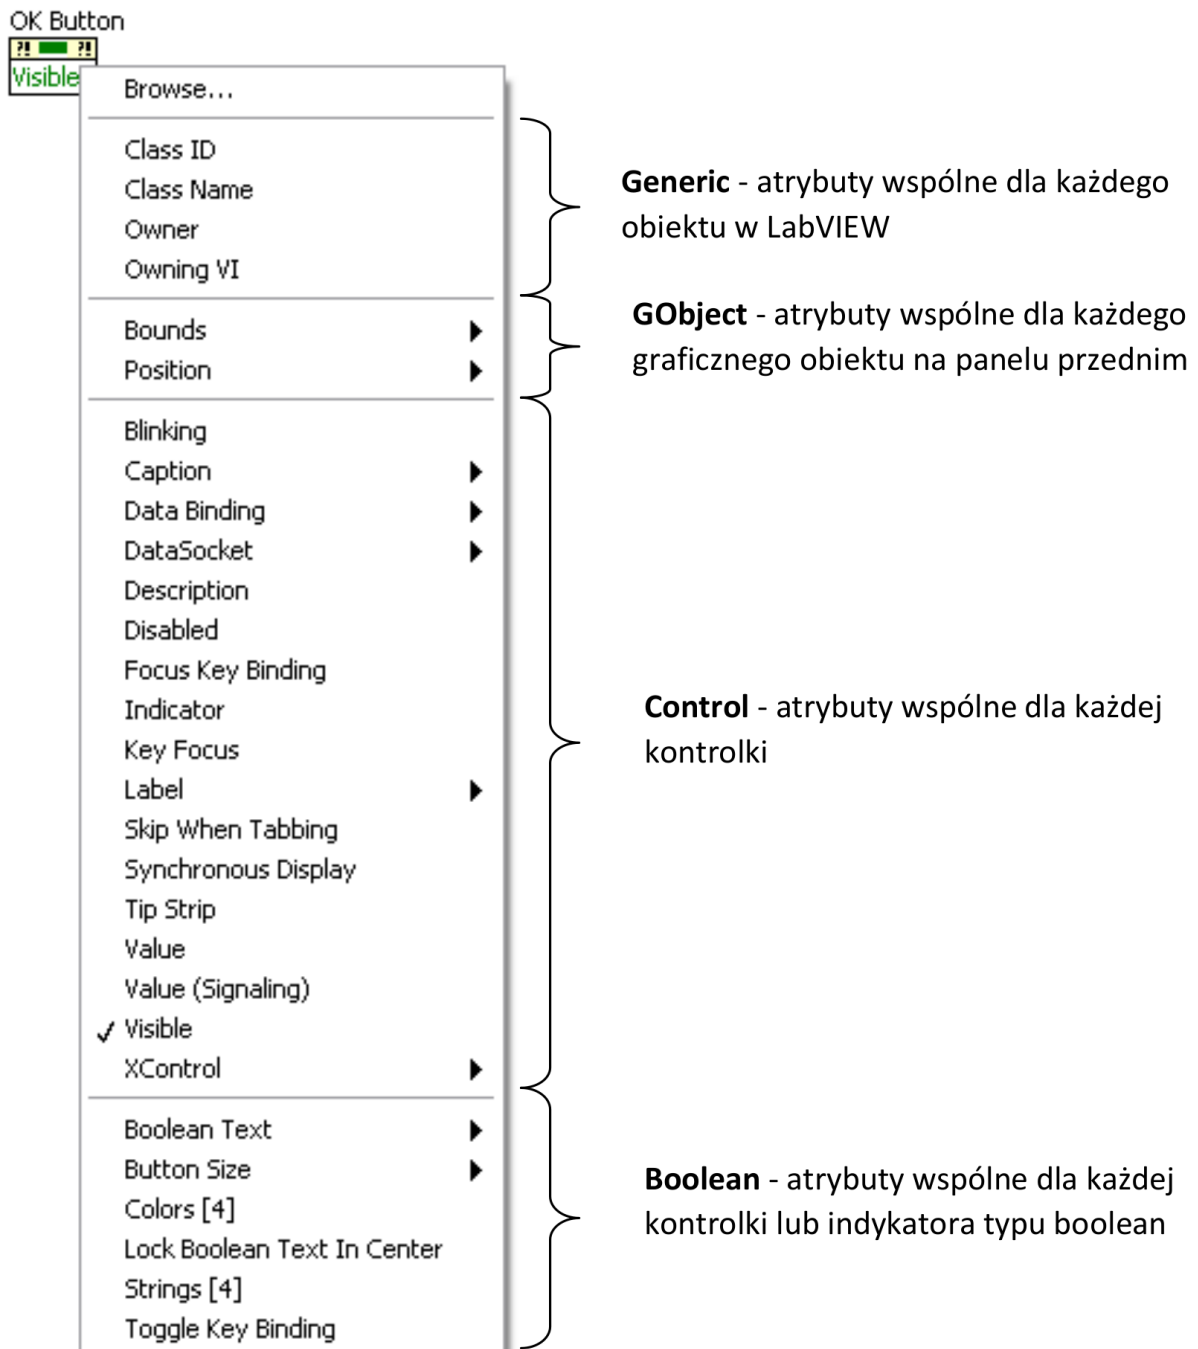 OK Button
?! ?!
Visible
Browse...
Class ID
Class Name
Owner
Owning VI
Generic - atrybuty wspólne dla każdego
obiektu w LabVIEW
Bounds
Position
GObject - atrybuty wspólne dla każdego
graficznego obiektu na panelu przednim
Blinking
Caption
Data Binding
DataSocket
Description
Disabled
Focus Key Binding
Indicator
Key Focus
Label
Skip When Tabbing
Synchronous Display
Tip Strip
Value
Value (Signaling)
✓ Visible
XControl
Control - atrybuty wspólne dla każdej
kontrolki
Boolean Text
Button Size
Colors [4]
Lock Boolean Text In Center
Strings [4]
Toggle Key Binding
Boolean - atrybuty wspólne dla każdej
kontrolki lub indykatora typu boolean